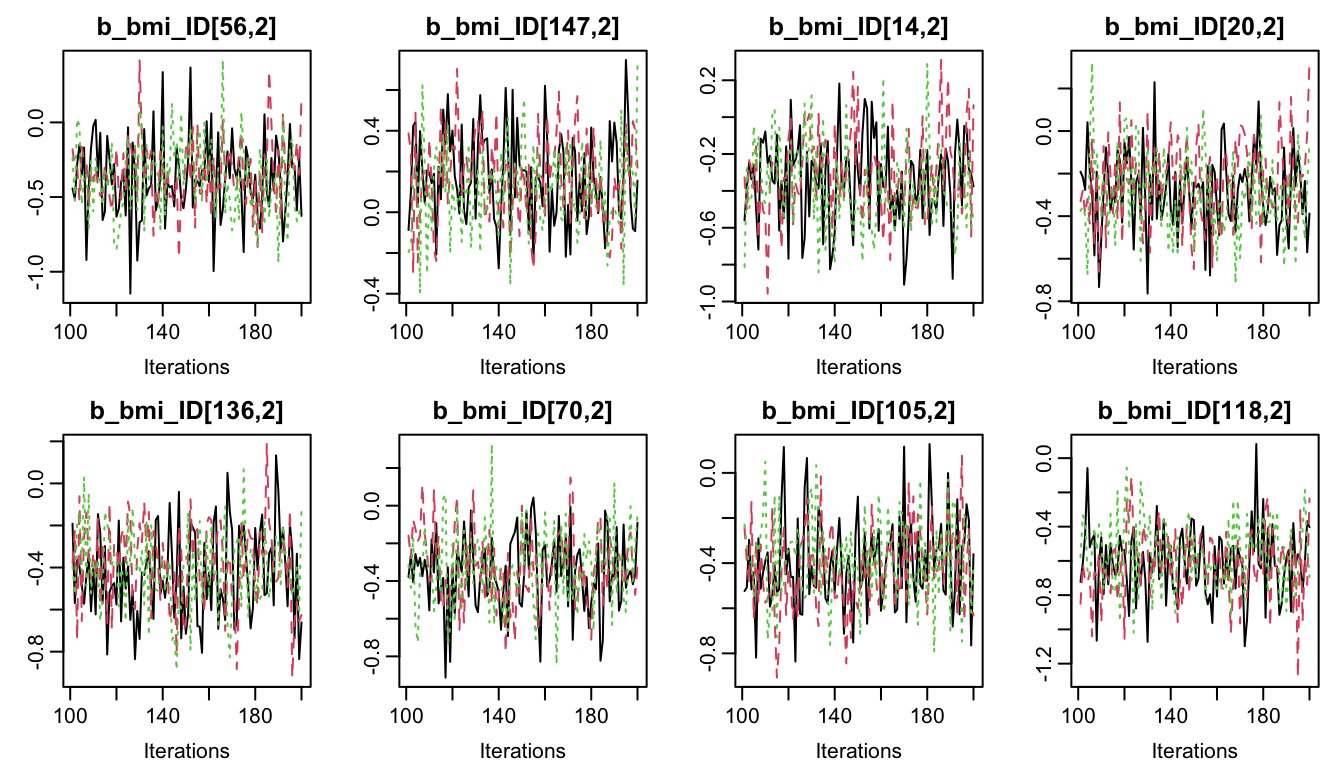 b_bmi_ID[56,2] b_bmi_ID[147,2] b_bmi_ID[14,2] b_bmi_ID[20,2]
0.0 -0.5 -1.0
0.4 0.0 -0.4
0.2 -0.2 -0.6 -1.0
0.0 -0.4 -0.8
100 140 180 100 140 180 100 140 180 100 140 180
Iterations Iterations Iterations Iterations
b_bmi_ID[136,2] b_bmi_ID[70,2] b_bmi_ID[105,2] b_bmi_ID[118,2]
0.0 -0.4 -0.8
0.0 -0.4 -0.8
0.0 -0.4 -0.8
0.0 -0.4 -0.8 -1.2
100 140 180 100 140 180 100 140 180 100 140 180
Iterations Iterations Iterations Iterations